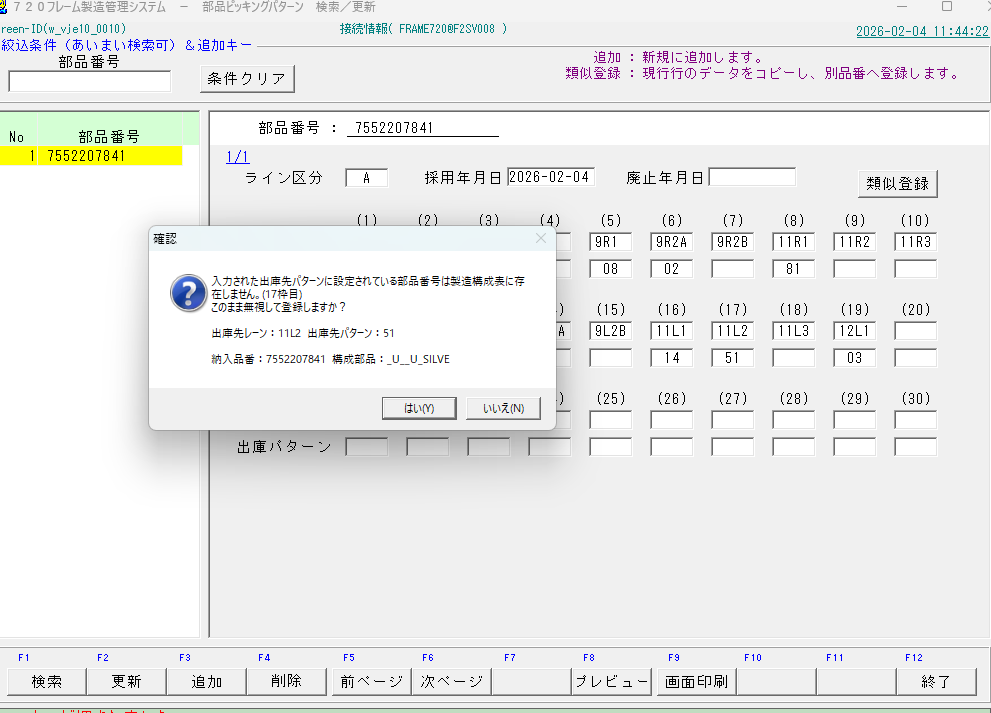 ７２０フレーム製造管理システム － 部品ピッキングパターン 検索／更新
reen-ID(w_vje10_0010)
接続情報( FRAME720@F2SY008 )
2026-02-04 11:44:22
絞込条件（あいまい検索可）＆追加キー
部品番号
条件クリア
追加 ： 新規に追加します。
類似登録 ： 現行行のデータをコピーし、別品番へ登録します。
No 部品番号
1 7552207841
部品番号 ： 7552207841
1/1
ライン区分 A 採用年月日 2026-02-04 廃止年月日
類似登録
(1) (2) (3) (4) (5) (6) (7) (8) (9) (10)
9R1 9R2A 9R2B 11R1 11R2 11R3
08 02 81
(15) (16) (17) (18) (19) (20)
A 9L2B 11L1 11L2 11L3 12L1
14 51 03
(25) (26) (27) (28) (29) (30)
出庫パターン
確認
入力された出庫先パターンに設定されている部品番号は製造構成表に存
在しません。(17枠目)
このまま無視して登録しますか？
出庫先レーン：11L2 出庫先パターン：51
納入品番：7552207841 構成部品：_U__U_SILVE
はい(Y) いいえ(N)
F1 F2 F3 F4 F5 F6 F7 F8 F9 F10 F11 F12
検索 更新 追加 削除 前ページ 次ページ プレビュー 画面印刷 終了